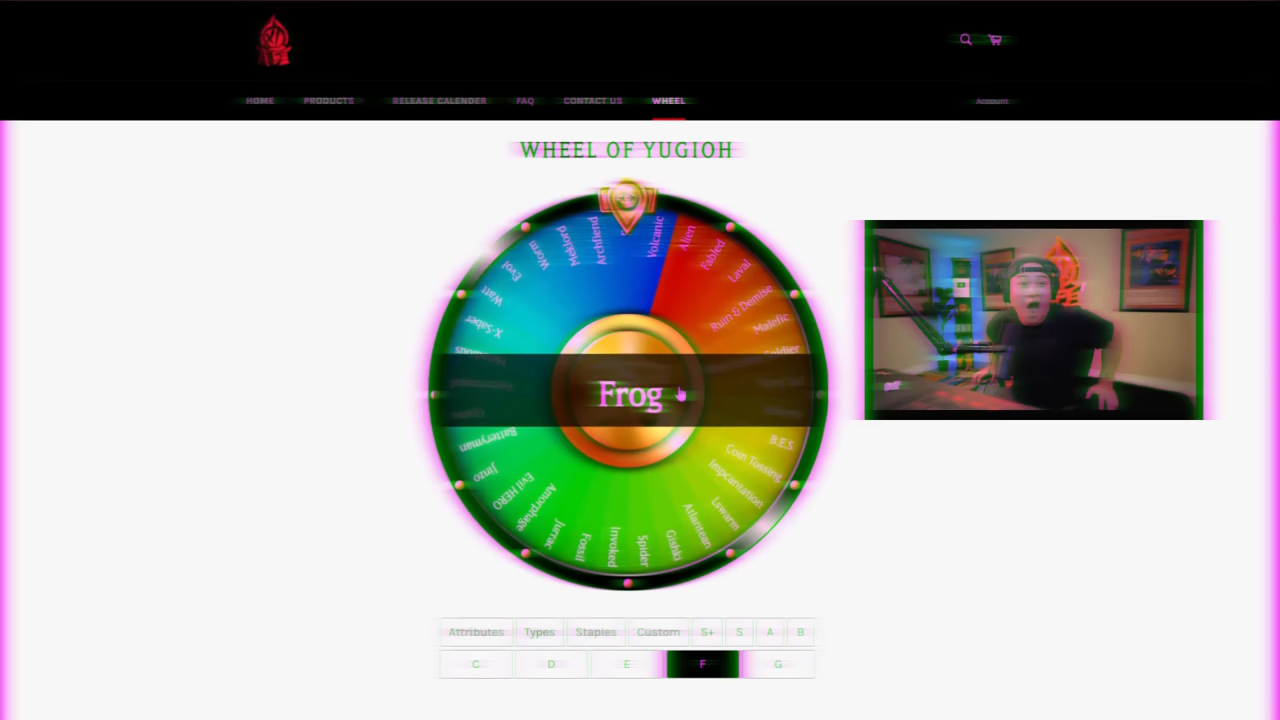 HOME PRODUCTS RELEASE CALENDER FAQ CONTACT US WHEEL Account
WHEEL OF YUGIOH
Volcanic
Alien
Fabled
Laval
Ruin & Demise
Malefic
B.E.S.
Coin Tossing
Impcantation
Lswarm
Atlantean
Gishki
Spider
Invoked
Fossil
Jurrac
Amorphage
Evil HERO
Jinzo
Batteryman
X-Saber
Watt
Evol
Worm
Meklord
Archfiend
Frog
Attributes Types Staples Custom S+ S A B
C D E F G